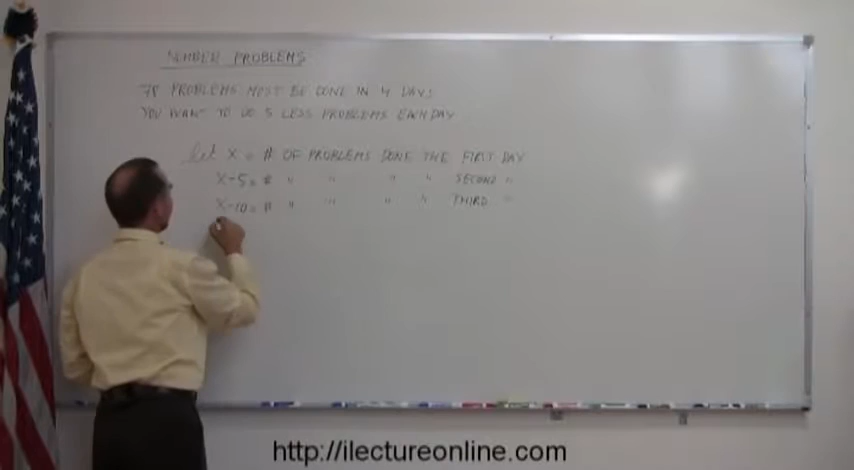 NUMBER PROBLEMS
78 PROBLEMS MUST BE DONE IN 4 DAYS
YOU WANT TO DO 5 LESS PROBLEMS EACH DAY
Let X = # OF PROBLEMS DONE THE FIRST DAY
X-5 = # " " " " SECOND "
X-10 = # " " " " THIRD "
http://ilectureonline.com